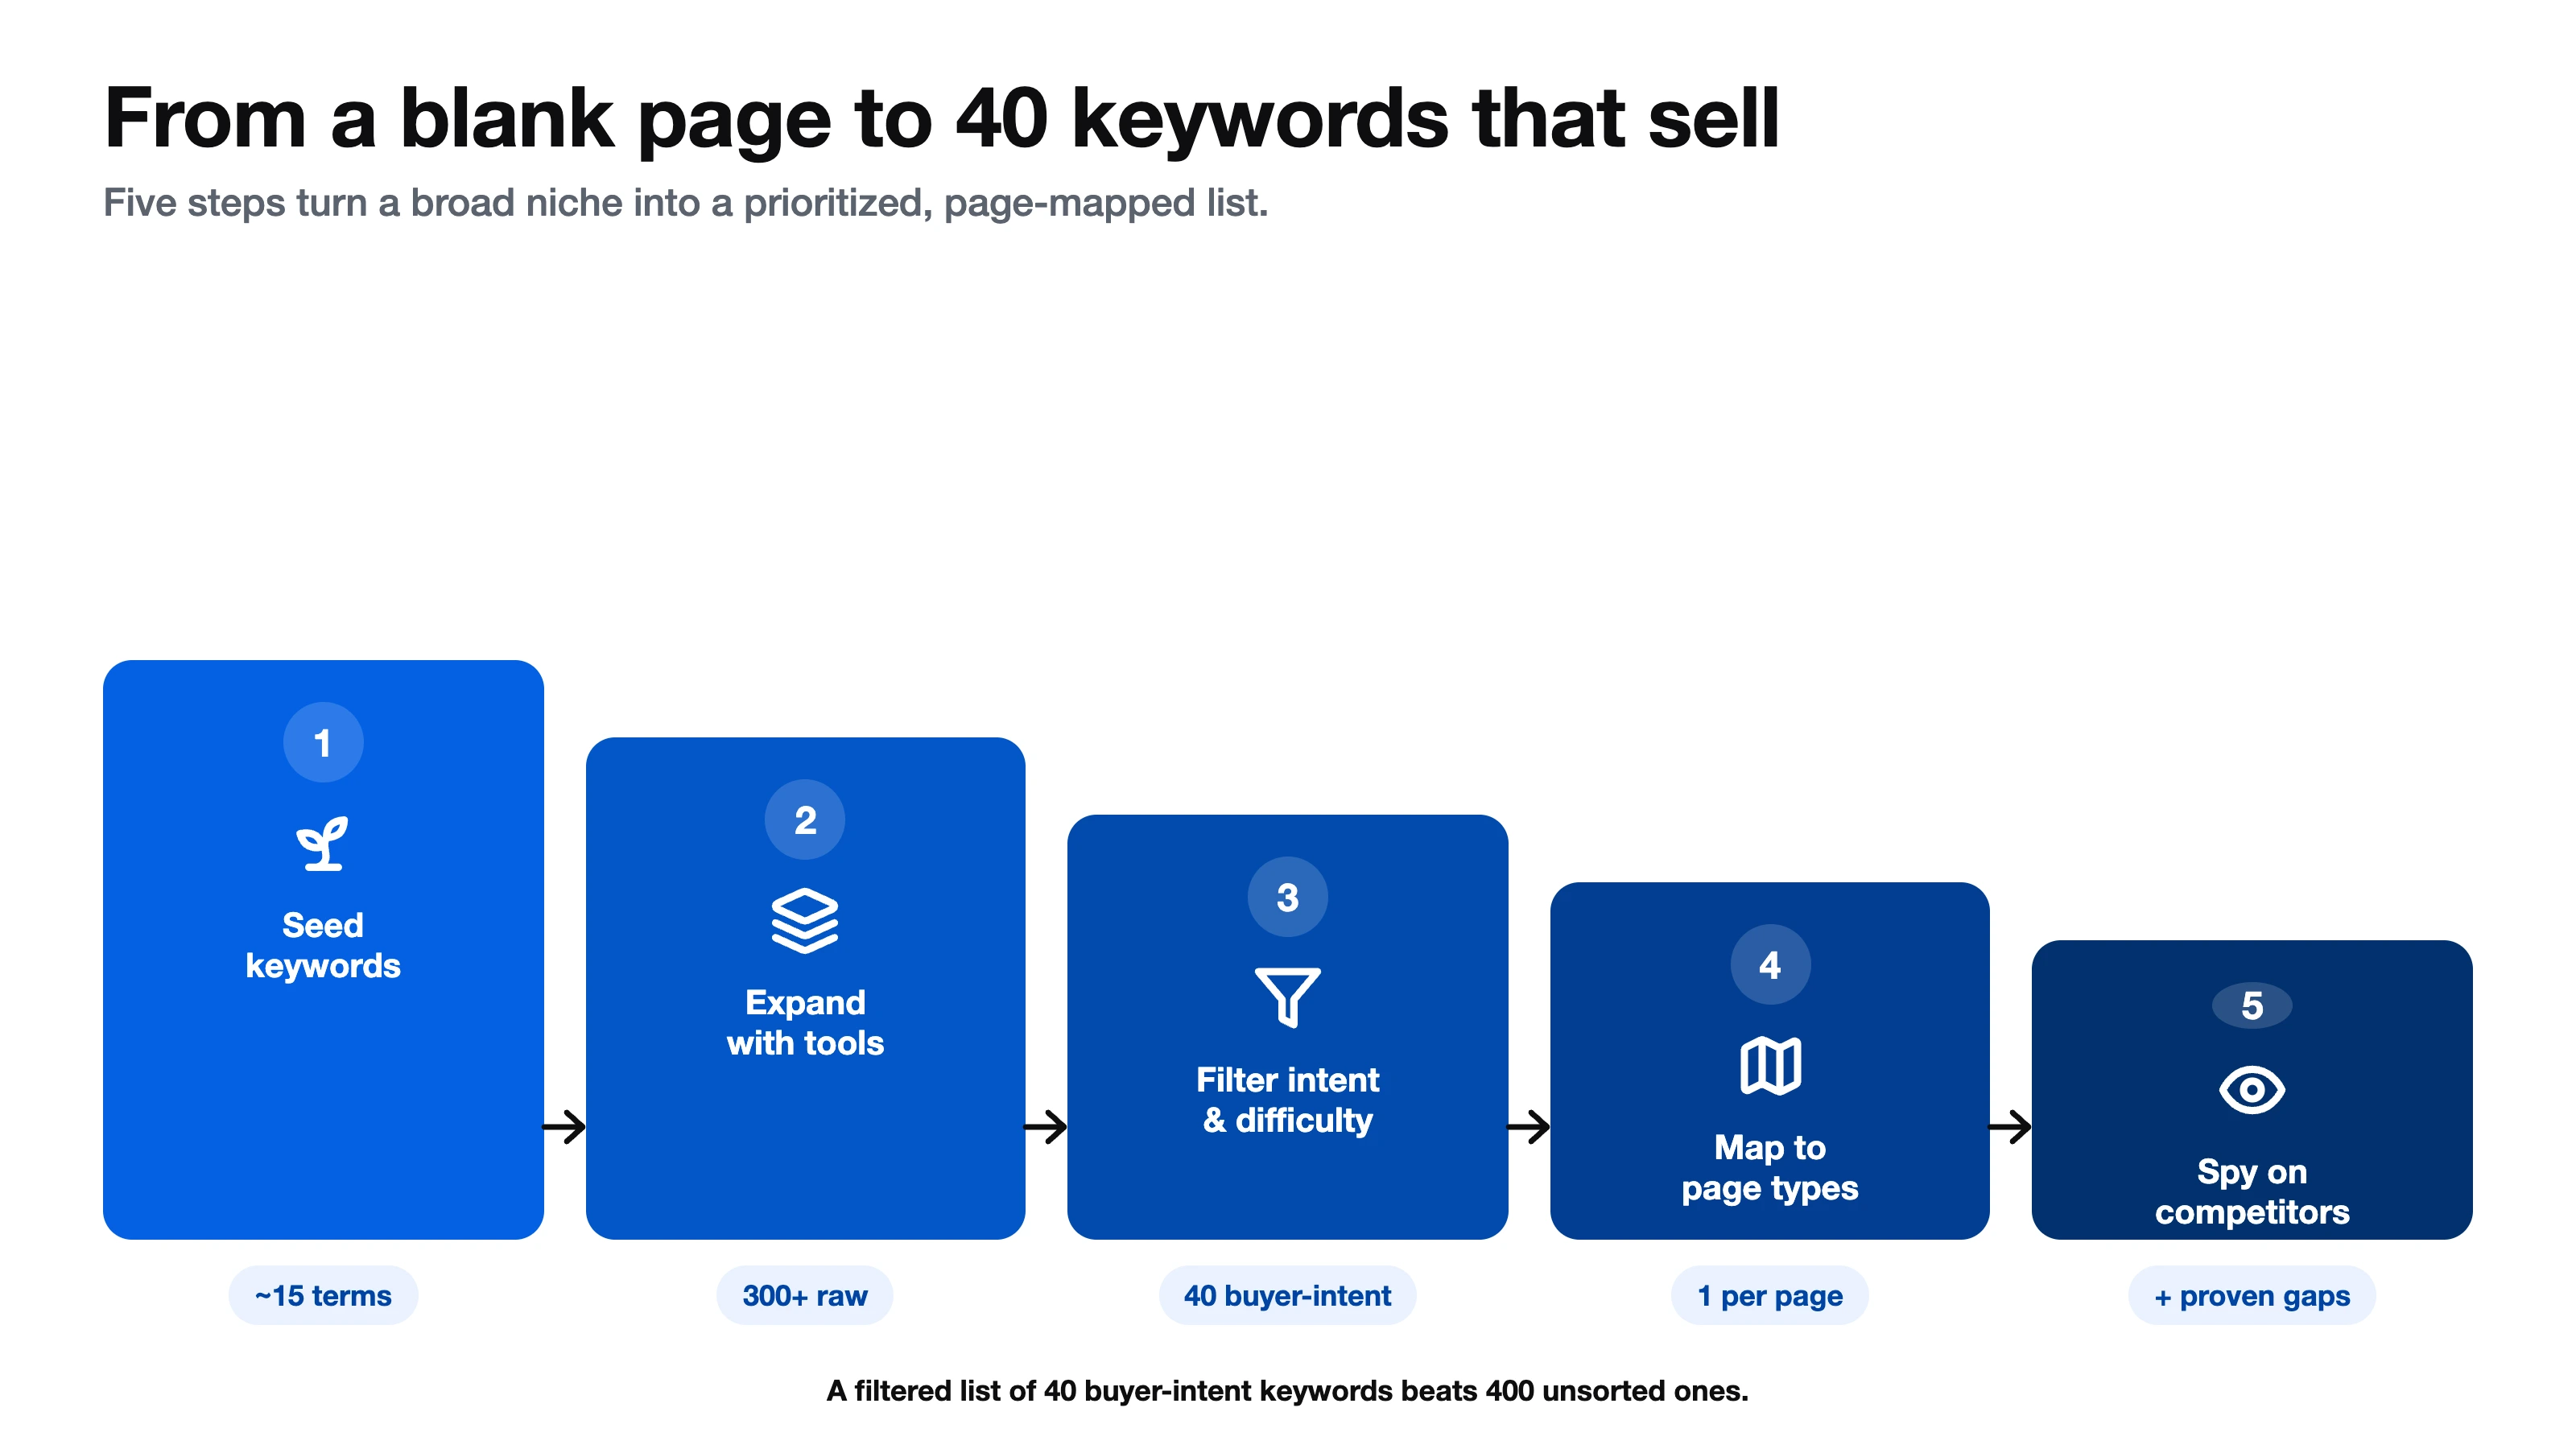 From a blank page to 40 keywords that sell
Five steps turn a broad niche into a prioritized, page-mapped list.
1
Seed
keywords
~15 terms
2
Expand
with tools
300+ raw
3
Filter intent
& difficulty
40 buyer-intent
4
Map to
page types
1 per page
5
Spy on
competitors
+ proven gaps
A filtered list of 40 buyer-intent keywords beats 400 unsorted ones.